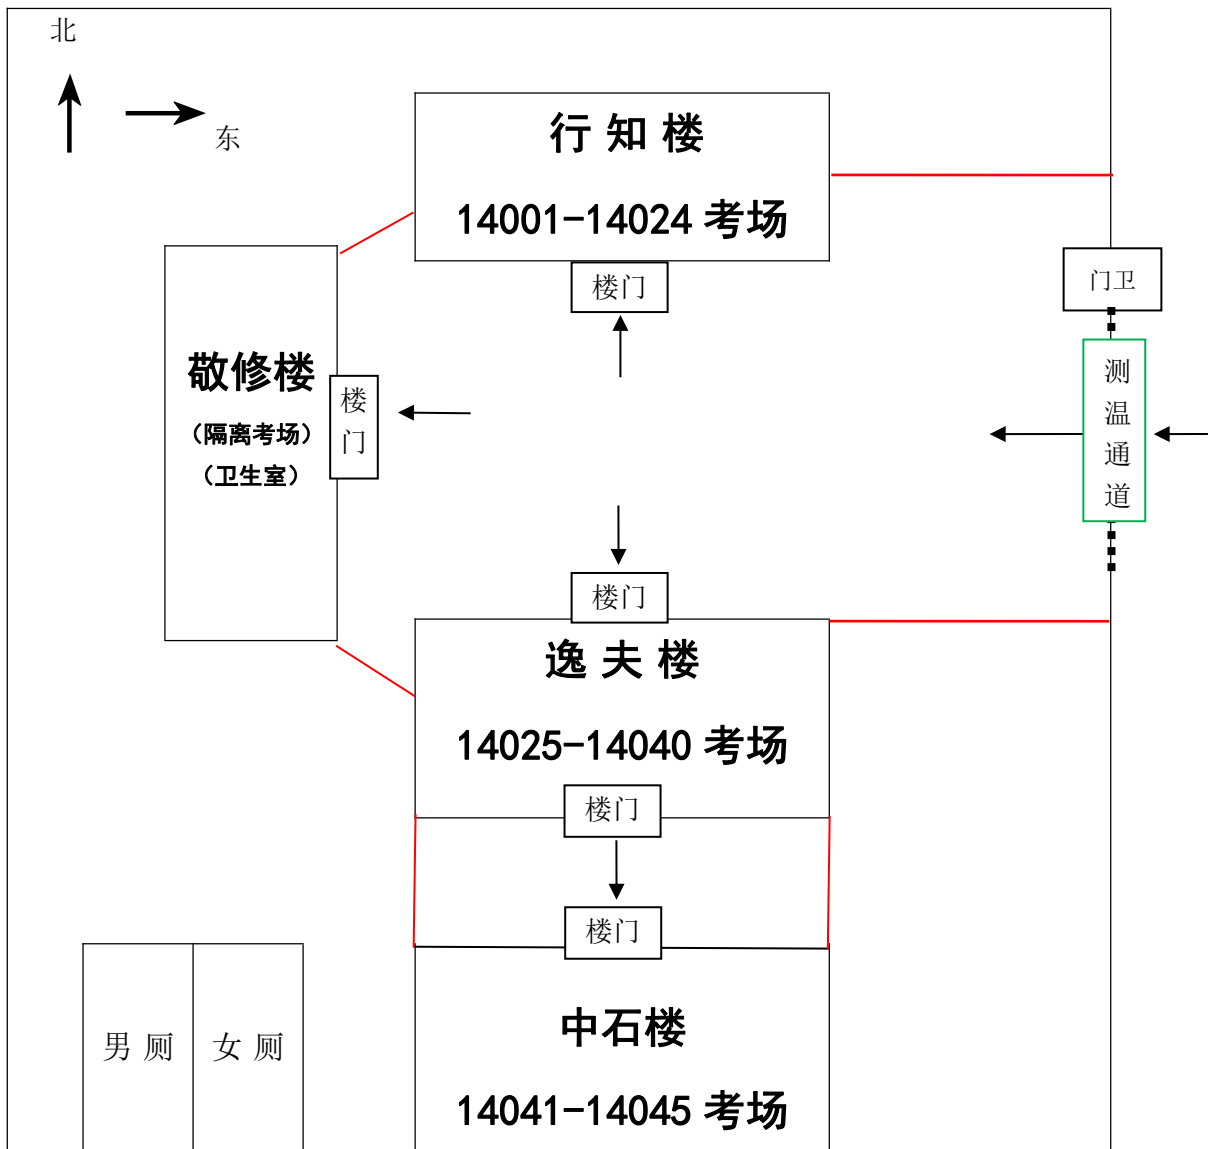 北
东
行 知 楼
14001-14024 考场
楼门
门卫
敬修楼
（隔离考场）
（卫生室）
楼
门
测
温
通
道
楼门
逸 夫 楼
14025-14040 考场
楼门
楼门
男 厕
女 厕
中石楼
14041-14045 考场